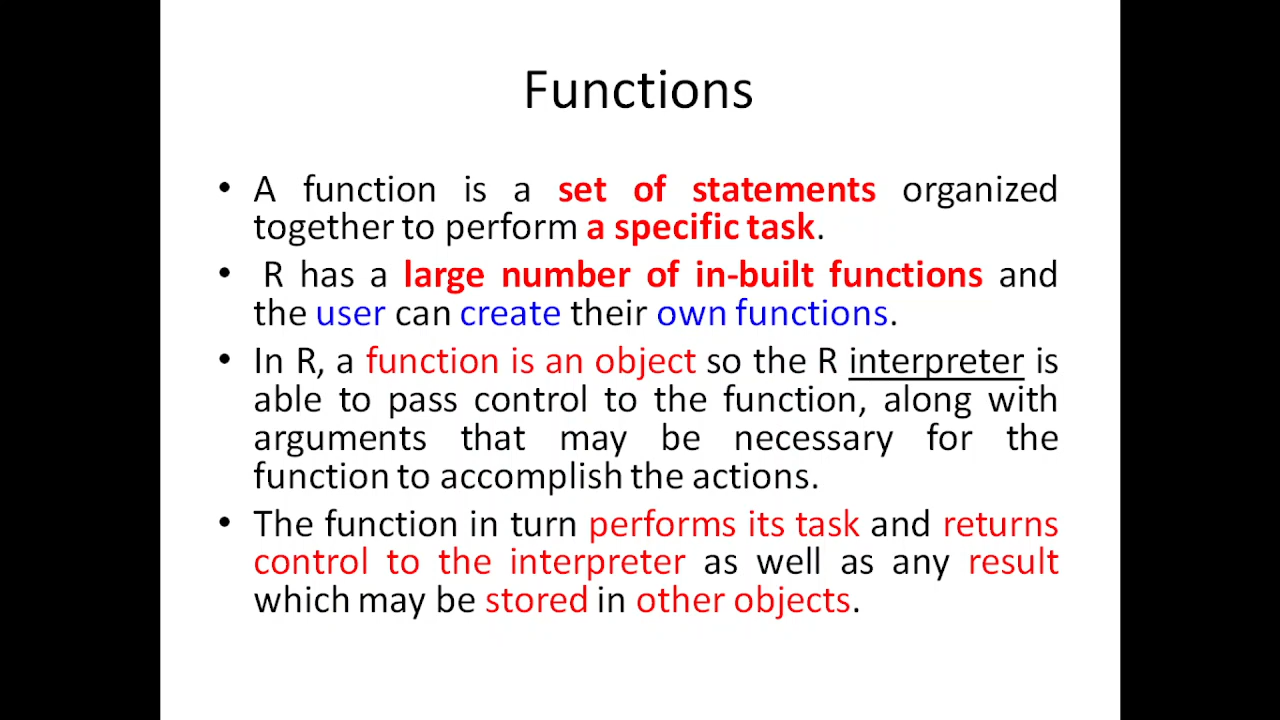 Functions
• A function is a set of statements organized
together to perform a specific task.
• R has a large number of in-built functions and
the user can create their own functions.
• In R, a function is an object so the R interpreter is
able to pass control to the function, along with
arguments that may be necessary for the
function to accomplish the actions.
• The function in turn performs its task and returns
control to the interpreter as well as any result
which may be stored in other objects.